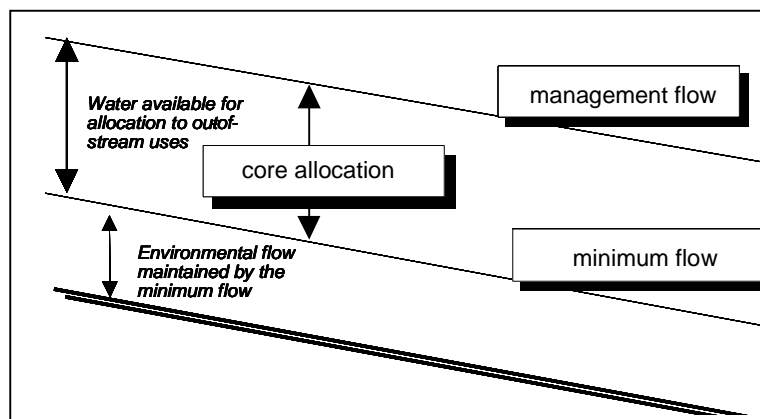 Water available for
allocation to outof-
stream uses
management flow
core allocation
Environmental flow
maintained by the
minimum flow
minimum flow